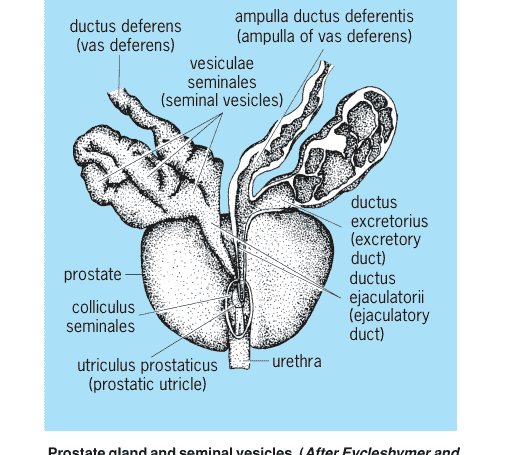 ductus deferens
(vas deferens)
ampulla ductus deferentis
(ampulla of vas deferens)
vesiculae
seminales
(seminal vesicles)
ductus
excretorius
(excretory
duct)
prostate
ductus
ejaculatorii
(ejaculatory
duct)
colliculus
seminales
utriculus prostaticus
(prostatic utricle)
urethra
Prostate gland and seminal vesicles. (After Eycleshymer and